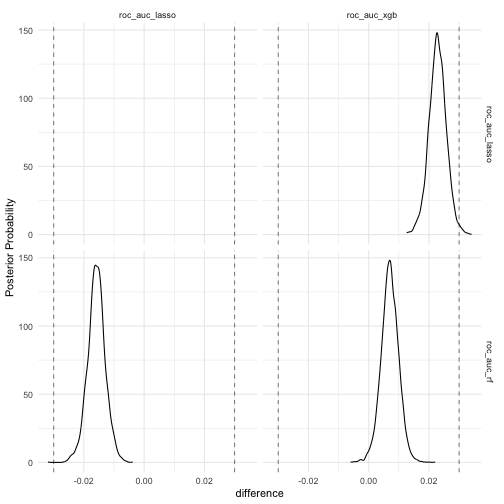 roc_auc_lasso
roc_auc_xgb
150
100
50
0
roc_auc_lasso
150
100
50
0
roc_auc_rf
Posterior Probability
-0.02
0.00
0.02
-0.02
0.00
0.02
difference